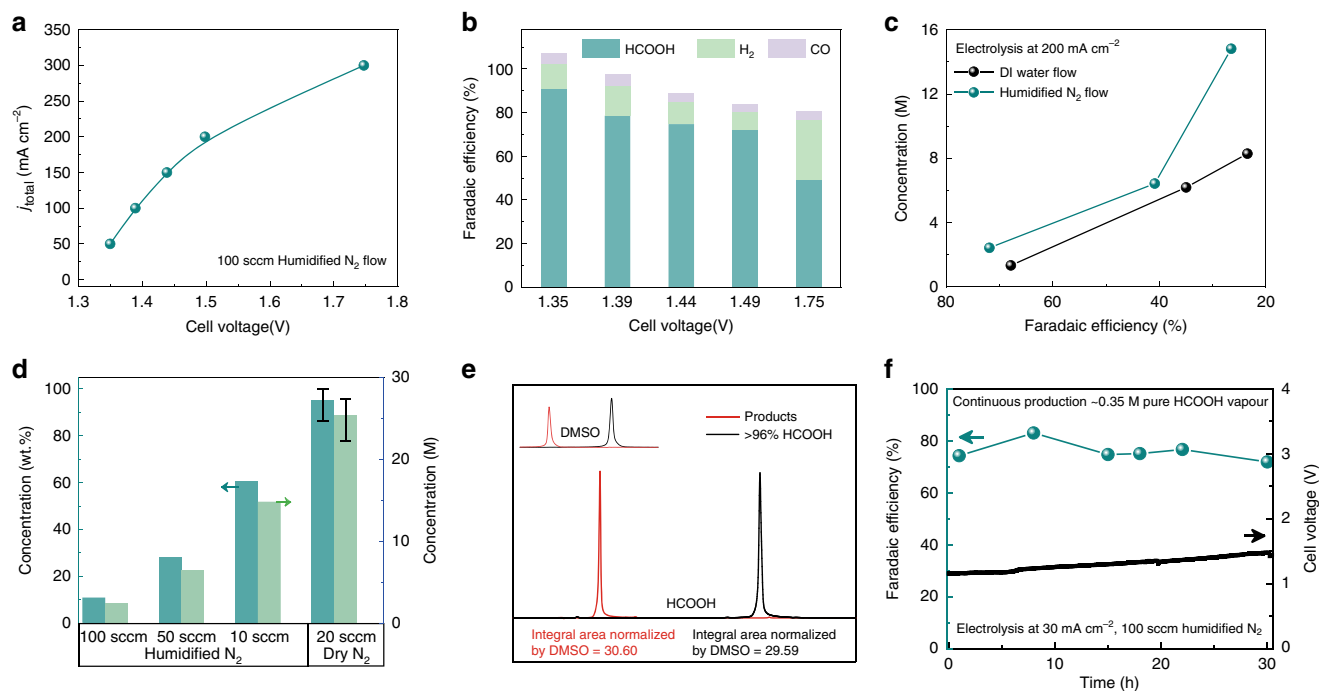 a
350
300
250
200
150
100
50
0
j total (mA cm−2)
100 sccm Humidified N2 flow
1.3 1.4 1.5 1.6 1.7 1.8
Cell voltage(V)
b
HCOOH H2 CO
100
80
60
40
20
0
Faradaic efficiency (%)
1.35 1.39 1.44 1.49 1.75
Cell voltage(V)
c
16
12
8
4
0
Concentration (M)
Electrolysis at 200 mA cm−2
DI water flow
Humidified N2 flow
80 60 40 20
Faradaic efficiency (%)
d
100
80
60
40
20
0
Concentration (wt.%)
30
20
10
0
Concentration (M)
100 sccm 50 sccm 10 sccm 20 sccm
Humidified N2 Dry N2
e
DMSO
Products
>96% HCOOH
HCOOH
Integral area normalized
by DMSO = 30.60
Integral area normalized
by DMSO = 29.59
f
Continuous production ~0.35 M pure HCOOH vapour
100
80
60
40
20
0
Faradaic efficiency (%)
4
3
2
1
0
Cell voltage (V)
Electrolysis at 30 mA cm−2, 100 sccm humidified N2
0 10 20 30
Time (h)